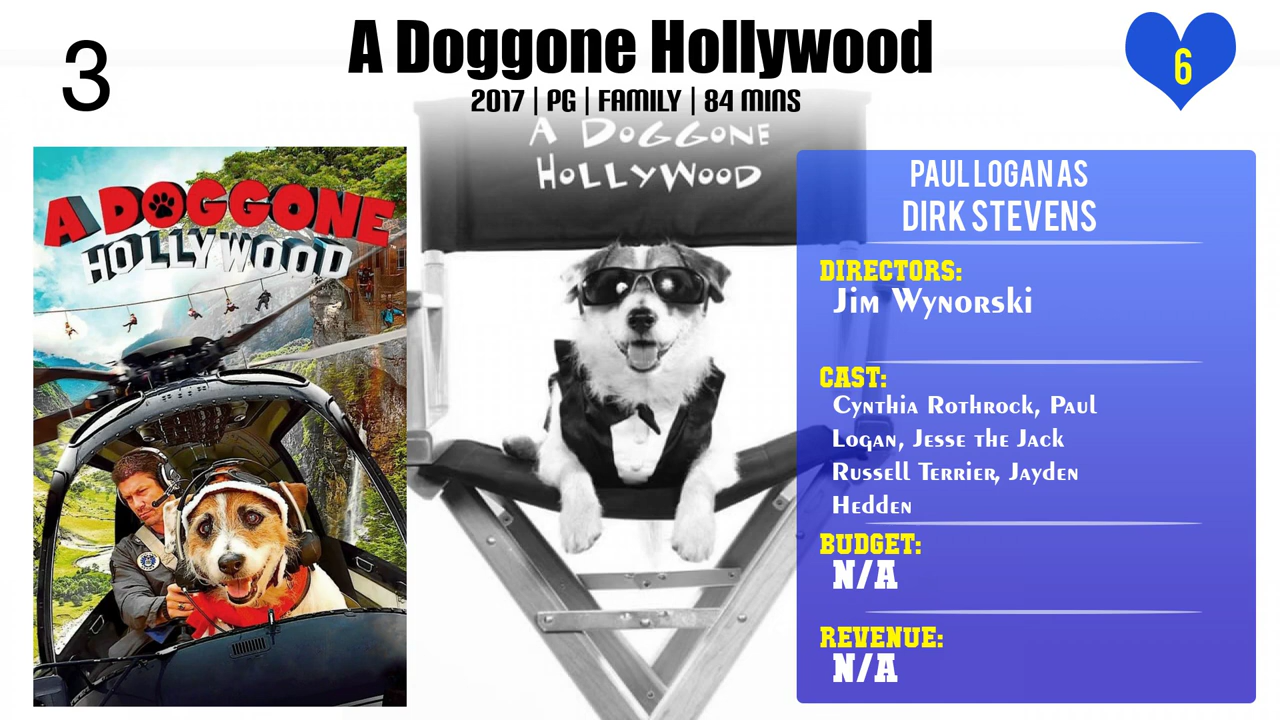 3
A Doggone Hollywood
6
2017 | PG | FAMILY | 84 MINS
A DOGGONE
HOLLYWOOD
A DOGGONE
HOLLYWOOD
PAUL LOGAN AS
DIRK STEVENS
DIRECTORS:
Jim Wynorski
CAST:
Cynthia Rothrock, Paul
Logan, Jesse the Jack
Russell Terrier, Jayden
Hedden
BUDGET:
N/A
REVENUE:
N/A